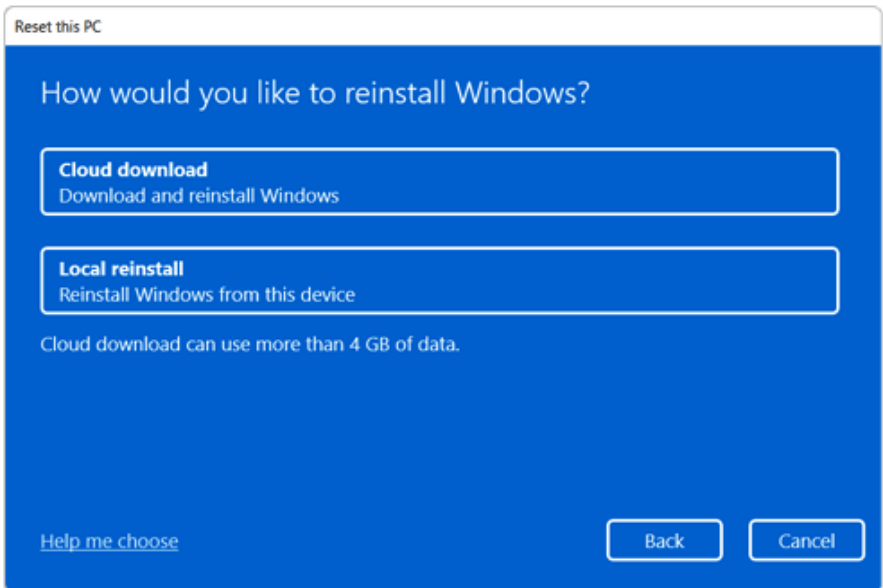 Reset this PC
How would you like to reinstall Windows?
Cloud download
Download and reinstall Windows
Local reinstall
Reinstall Windows from this device
Cloud download can use more than 4 GB of data.
Help me choose
Back
Cancel